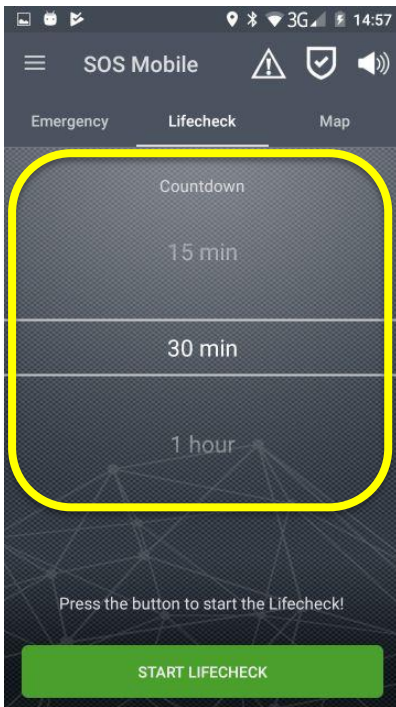 3G 14:57
SOS Mobile
Emergency Lifecheck Map
Countdown
15 min
30 min
1 hour
Press the button to start the Lifecheck!
START LIFECHECK